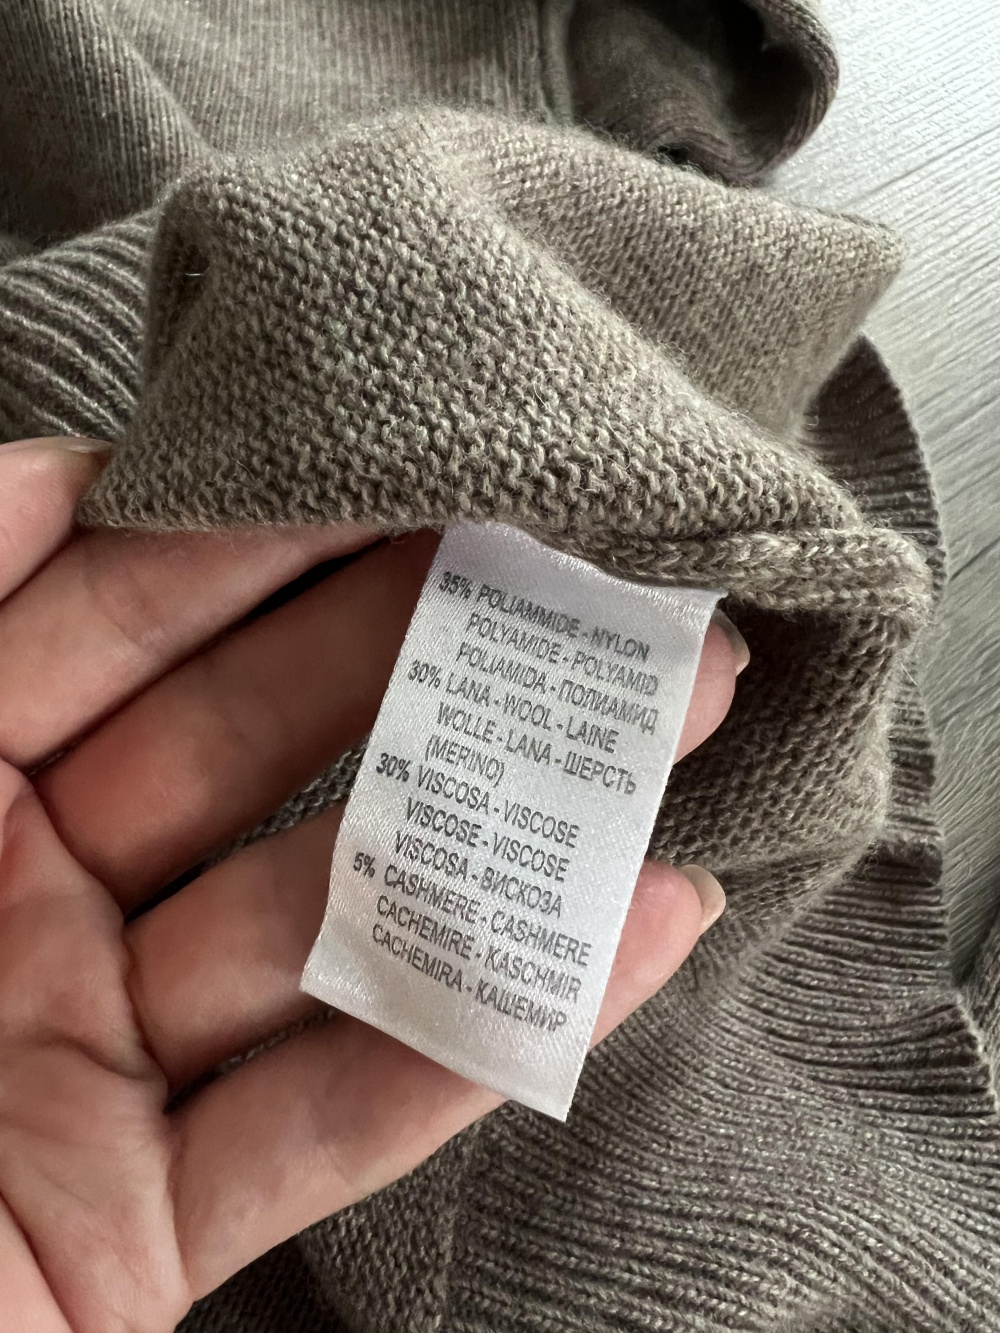 35% POLIAMMIDE - NYLON
POLYAMIDE - POLYAMID
POLIAMIDA - ПОЛИАМИД
30% LANA - WOOL - LAINE
WOLLE - LANA - ШЕРСТЬ
(MERINO)
30% VISCOSA - VISCOSE
VISCOSE - VISCOSE
VISCOSA - ВИСКОЗА
5% CASHMERE - CASHMERE
CACHEMIRE - KASCHMIR
CACHEMIRA - КАШЕМИР